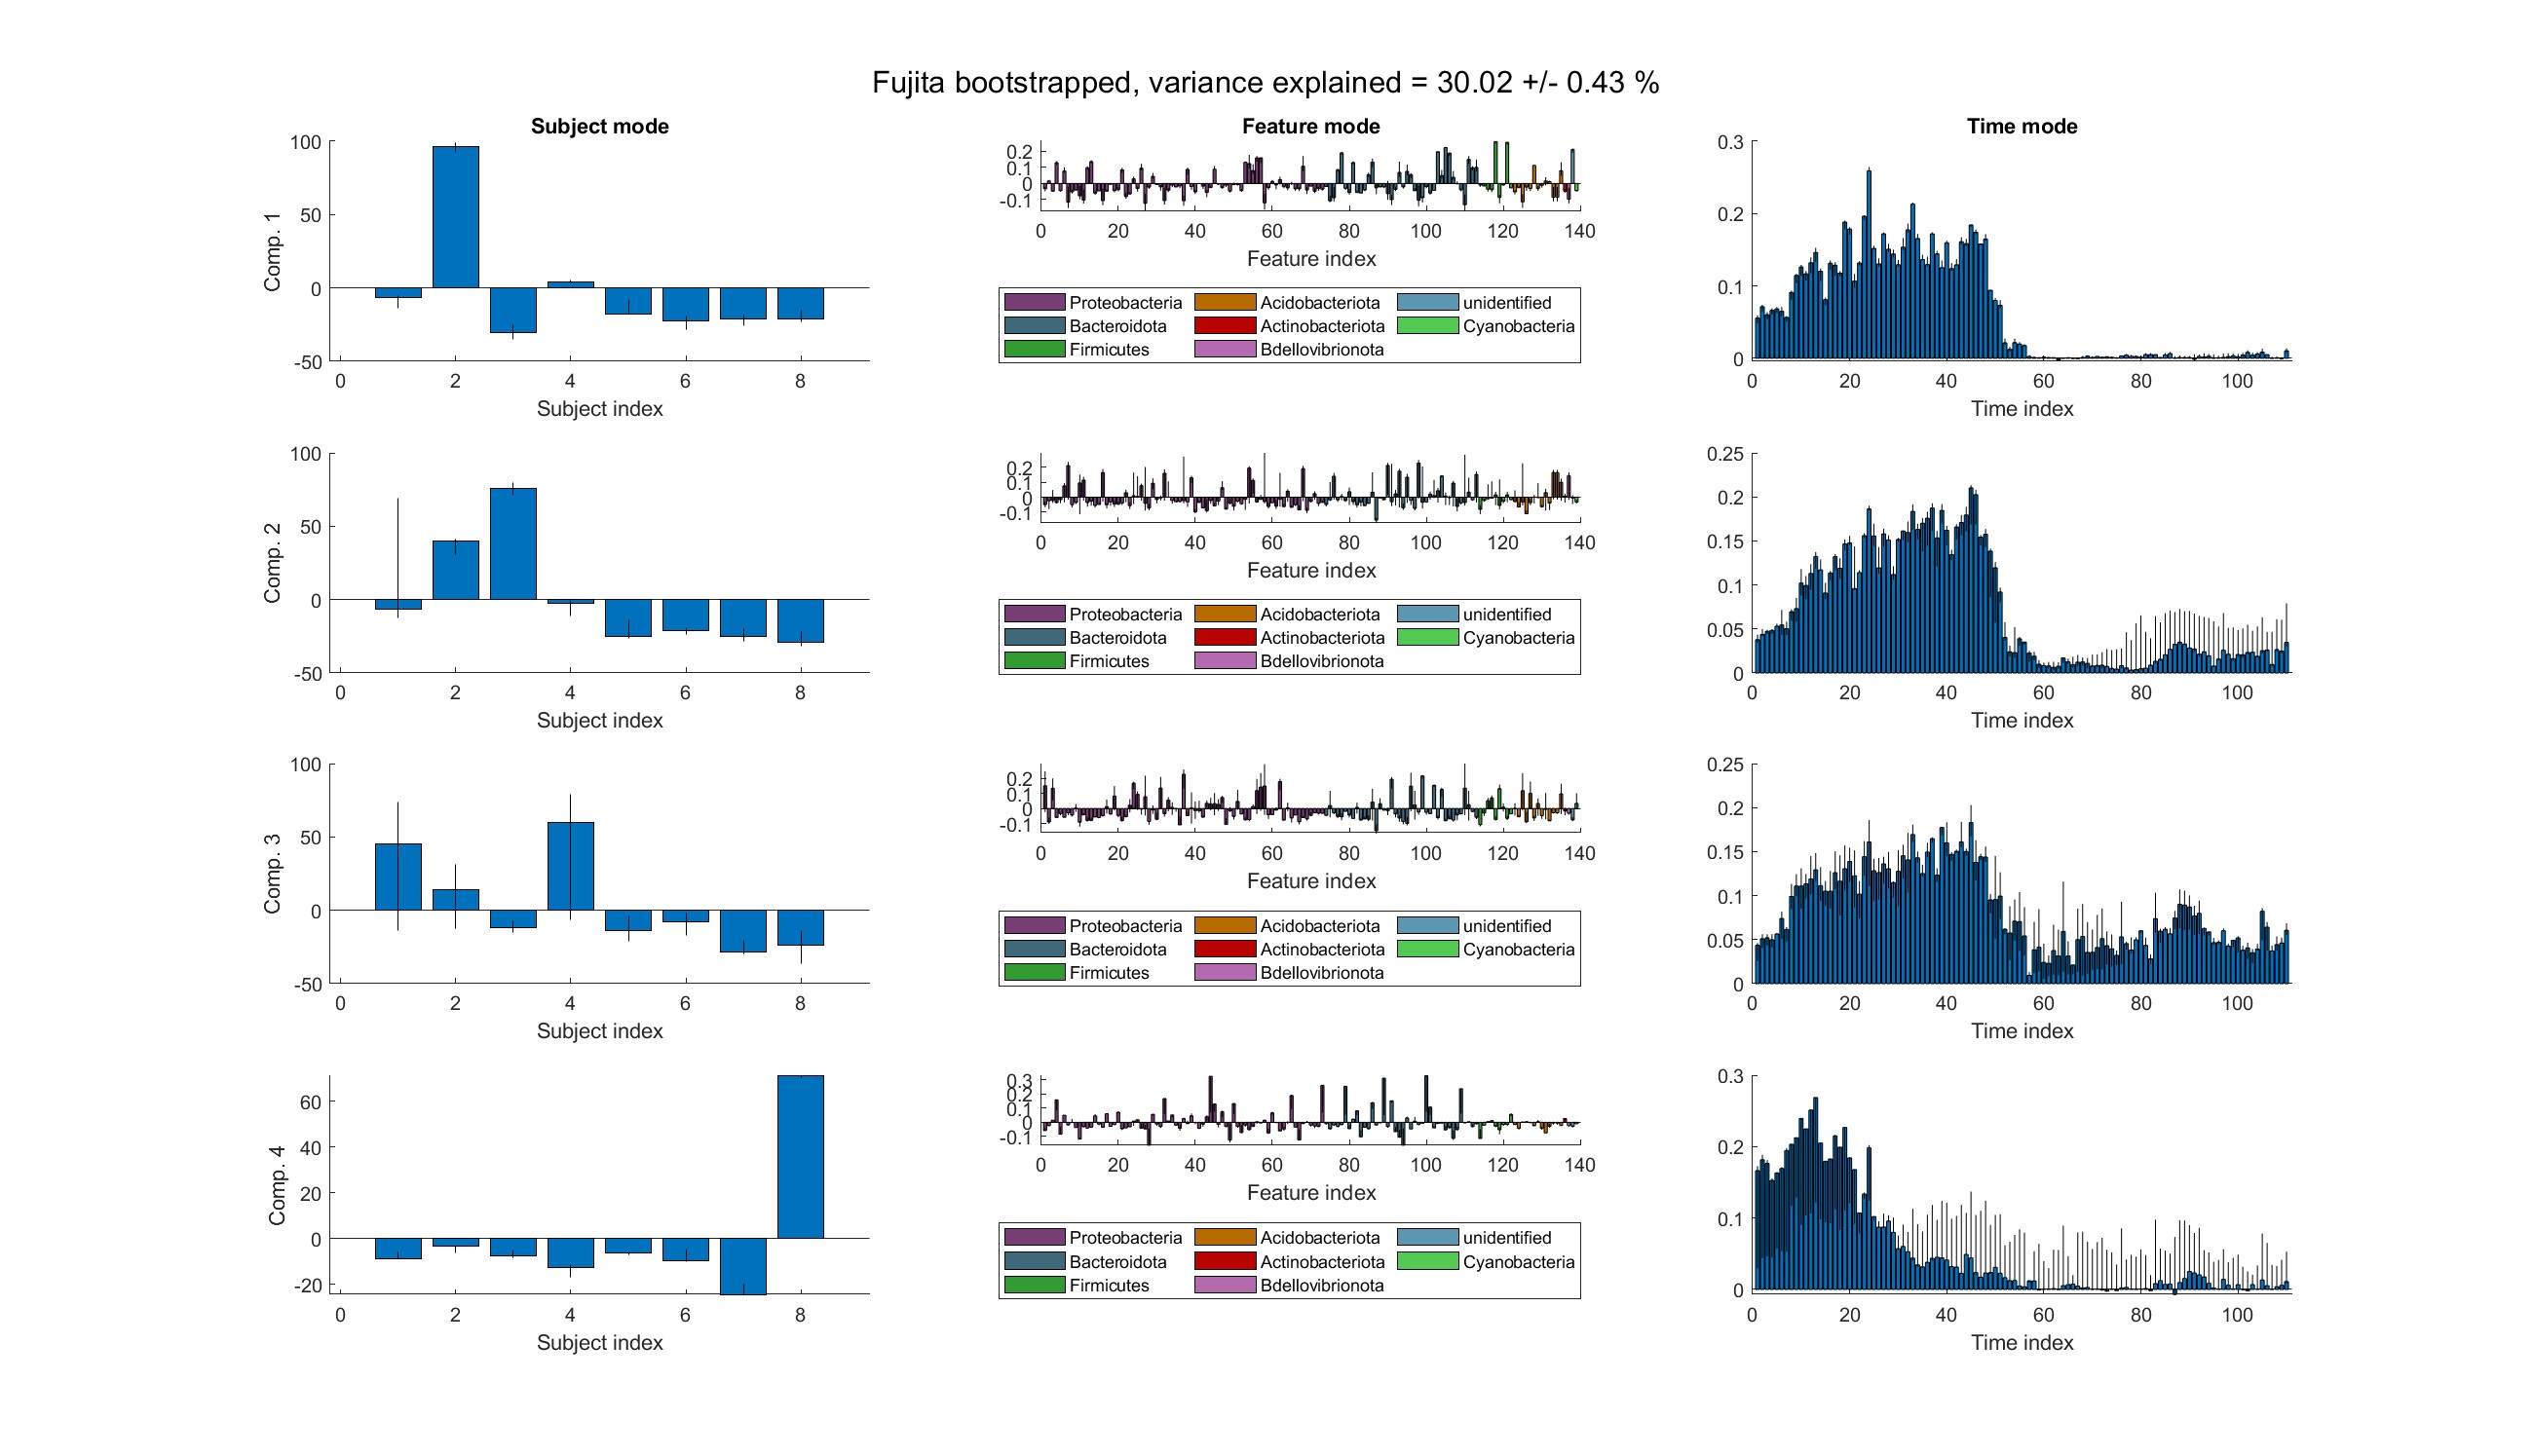 Fujita bootstrapped, variance explained = 30.02 +/- 0.43 %
Subject mode
Feature mode
Time mode
Comp. 1
100
50
0
-50
0 2 4 6 8
Subject index
0.2
0.1
0
-0.1
0 20 40 60 80 100 120 140
Feature index
Proteobacteria Acidobacteriota unidentified
Bacteroidota Actinobacteriota Cyanobacteria
Firmicutes Bdellovibrionota
0.3
0.2
0.1
0
0 20 40 60 80 100
Time index
Comp. 2
100
50
0
-50
0 2 4 6 8
Subject index
0.2
0.1
0
-0.1
0 20 40 60 80 100 120 140
Feature index
Proteobacteria Acidobacteriota unidentified
Bacteroidota Actinobacteriota Cyanobacteria
Firmicutes Bdellovibrionota
0.25
0.2
0.15
0.1
0.05
0
0 20 40 60 80 100
Time index
Comp. 3
100
50
0
-50
0 2 4 6 8
Subject index
0.2
0.1
0
-0.1
0 20 40 60 80 100 120 140
Feature index
Proteobacteria Acidobacteriota unidentified
Bacteroidota Actinobacteriota Cyanobacteria
Firmicutes Bdellovibrionota
0.25
0.2
0.15
0.1
0.05
0
0 20 40 60 80 100
Time index
Comp. 4
60
40
20
0
-20
0 2 4 6 8
Subject index
0.3
0.2
0.1
0
-0.1
0 20 40 60 80 100 120 140
Feature index
Proteobacteria Acidobacteriota unidentified
Bacteroidota Actinobacteriota Cyanobacteria
Firmicutes Bdellovibrionota
0.3
0.2
0.1
0
0 20 40 60 80 100
Time index